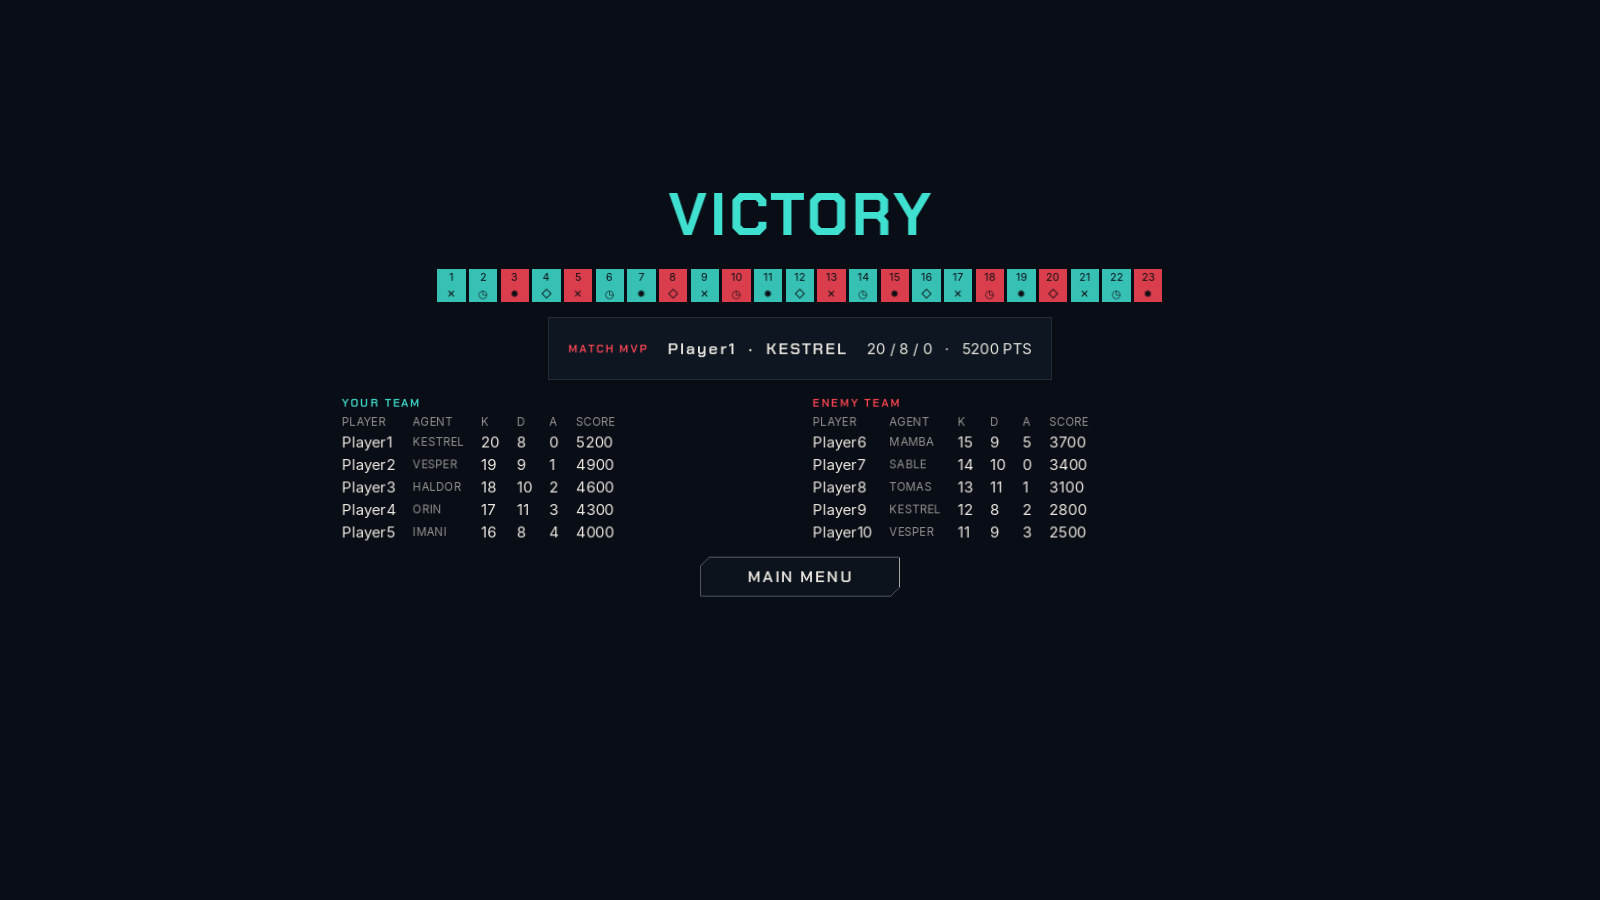 VICTORY
1 2 3 4 5 6 7 8 9 10 11 12 13 14 15 16 17 18 19 20 21 22 23
× ◷ ✹ ◇ × ◷ ✹ ◇ × ◷ ✹ ◇ × ◷ ✹ ◇ × ◷ ✹ ◇ × ◷ ✹
MATCH MVP Player1 · KESTREL 20 / 8 / 0 · 5200 PTS
YOUR TEAM
PLAYER AGENT K D A SCORE
Player1 KESTREL 20 8 0 5200
Player2 VESPER 19 9 1 4900
Player3 HALDOR 18 10 2 4600
Player4 ORIN 17 11 3 4300
Player5 IMANI 16 8 4 4000
ENEMY TEAM
PLAYER AGENT K D A SCORE
Player6 MAMBA 15 9 5 3700
Player7 SABLE 14 10 0 3400
Player8 TOMAS 13 11 1 3100
Player9 KESTREL 12 8 2 2800
Player10 VESPER 11 9 3 2500
MAIN MENU